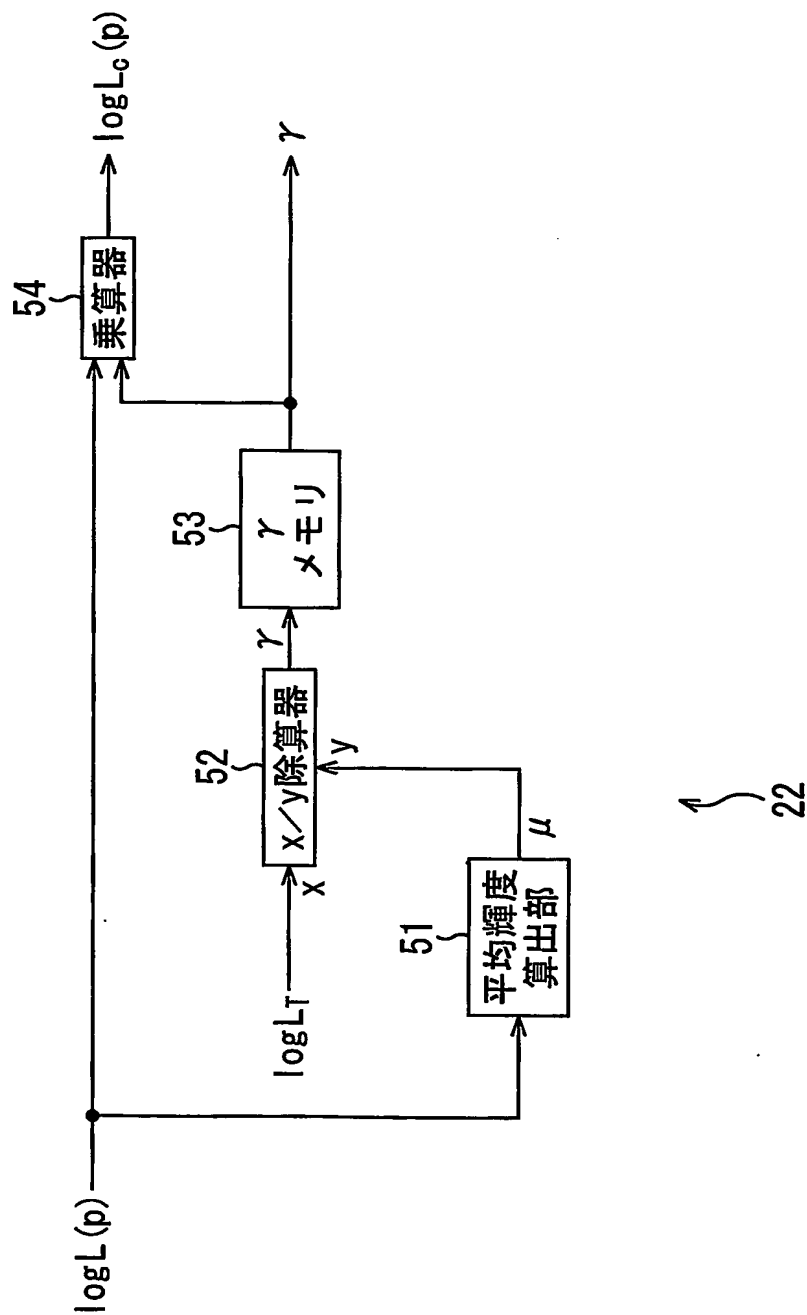 logL(p)
54
乗算器
logLC(p)
53
γ
メモリ
γ
52
x/y除算器
γ
logLT
x
y
51
平均輝度
算出部
μ
22